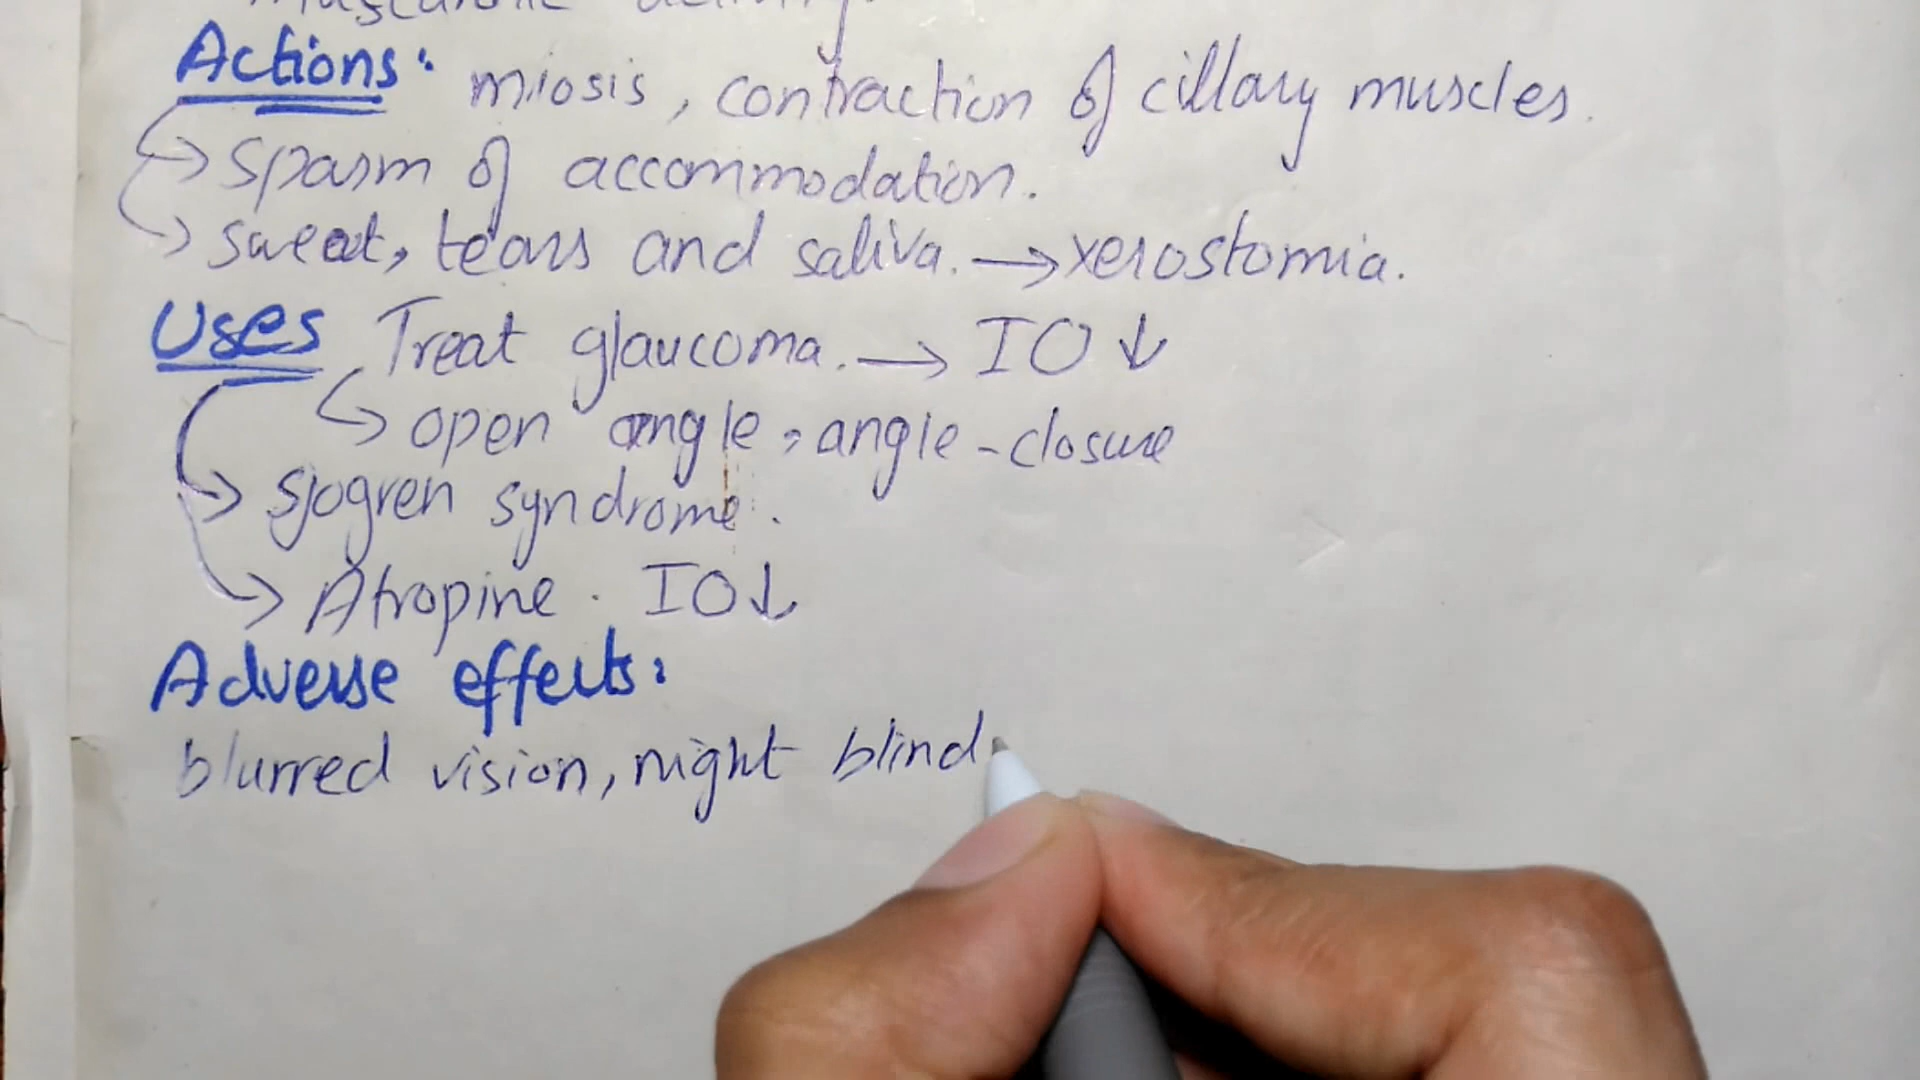 Actions: miosis, contraction of cillary muscles.
→ spasm of accommodation.
→ sweat, tears and saliva. → xerostomia.
Uses Treat glaucoma. → IO ↓
↳ open angle, angle-closure
→ sjogren syndrome.
→ Atropine. IO↓
Adverse effects:
blurred vision, night blind